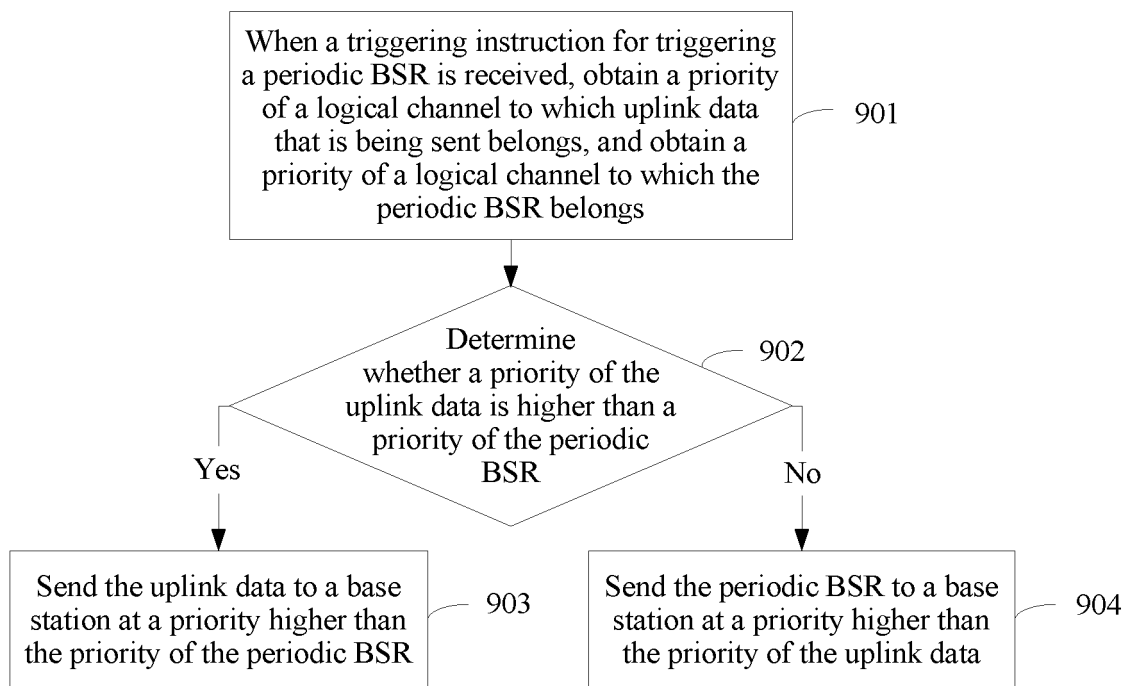 When a triggering instruction for triggering
a periodic BSR is received, obtain a priority
of a logical channel to which uplink data
that is being sent belongs, and obtain a
priority of a logical channel to which the
periodic BSR belongs
901
Determine
whether a priority of the
uplink data is higher than a
priority of the periodic
BSR
902
Yes
No
Send the uplink data to a base
station at a priority higher than
the priority of the periodic BSR
903
Send the periodic BSR to a base
station at a priority higher than
the priority of the uplink data
904